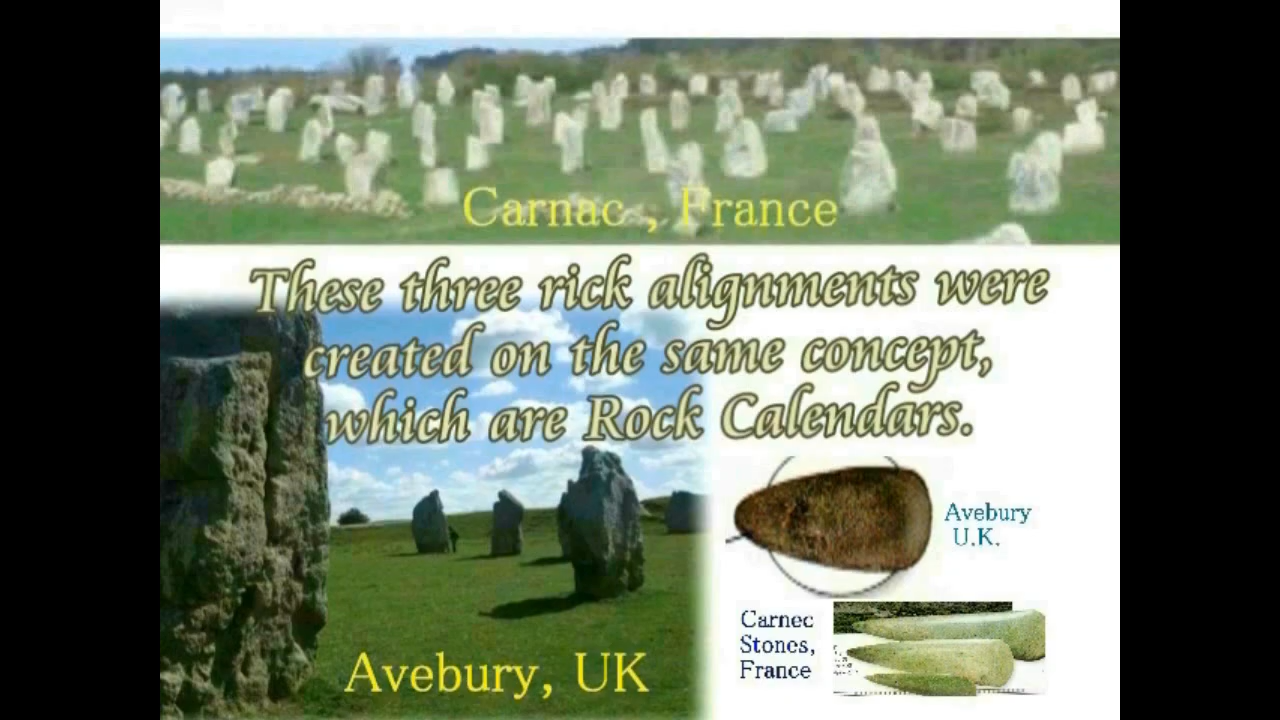 Carnac , France
These three rick alignments were
created on the same concept,
which are Rock Calendars.
Avebury
U.K.
Carnec
Stones,
France
Avebury, UK